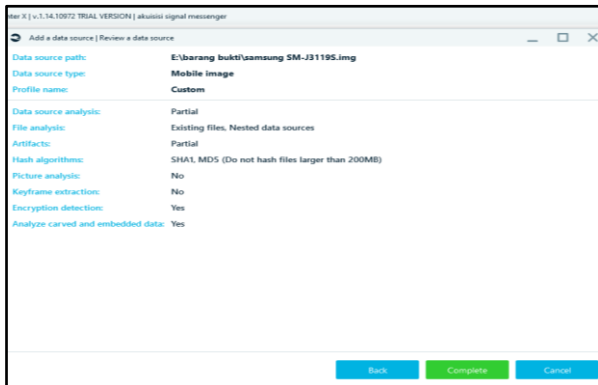 nter X | v.1.14.10972 TRIAL VERSION | akuisisi signal messenger
Add a data source | Review a data source
Data source path: E:\barang bukti\samsung SM-J3119S.img
Data source type: Mobile image
Profile name: Custom
Data source analysis: Partial
File analysis: Existing files, Nested data sources
Artifacts: Partial
Hash algorithms: SHA1, MD5 (Do not hash files larger than 200MB)
Picture analysis: No
Keyframe extraction: No
Encryption detection: Yes
Analyze carved and embedded data: Yes
Back Complete Cancel